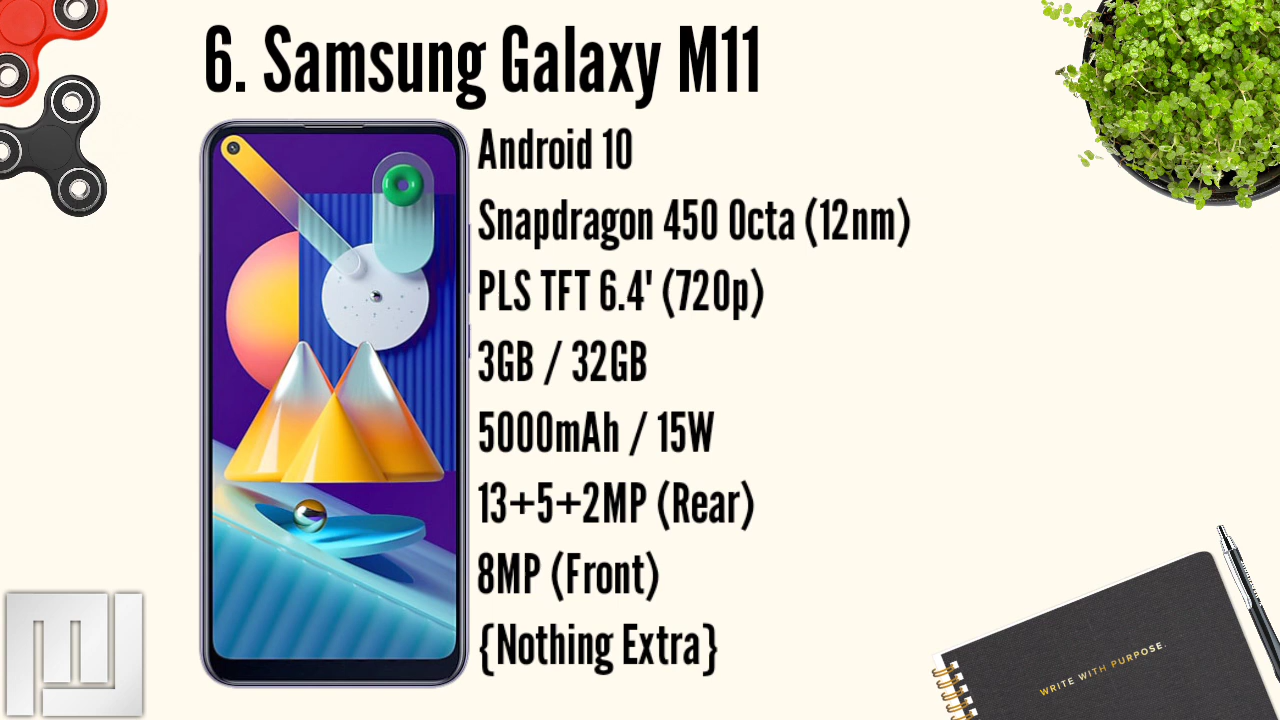 6. Samsung Galaxy M11
Android 10
Snapdragon 450 Octa (12nm)
PLS TFT 6.4' (720p)
3GB / 32GB
5000mAh / 15W
13+5+2MP (Rear)
8MP (Front)
{Nothing Extra}
WRITE WITH PURPOSE.